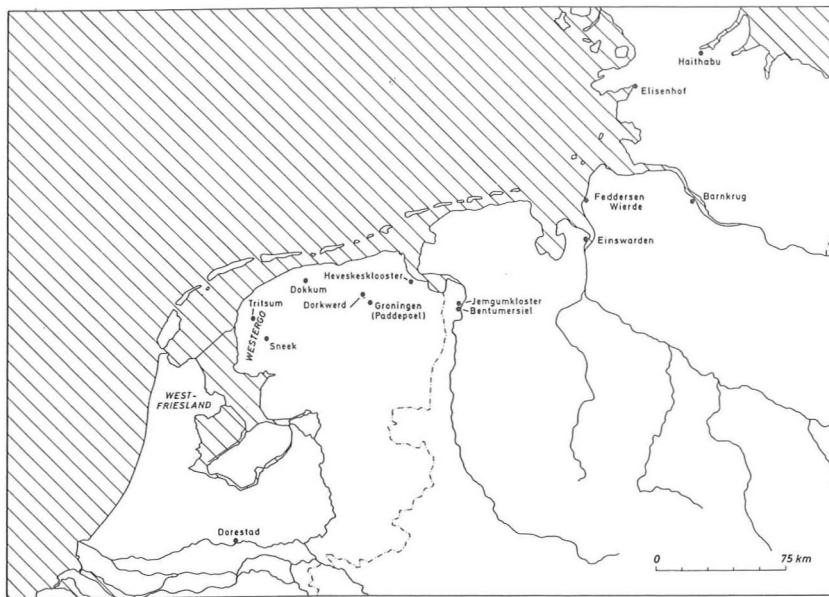 Haithabu
Elisenhof
Feddersen
Wierde
Barnkrug
Einswarden
Heveskesklooster
Dokkum
Dorkwerd
Groningen
(Paddepoel)
Jemgumkloster
Bentumersiel
Tritsum
WESTERGO
Sneek
WEST-
FRIESLAND
Dorestad
0 75 km